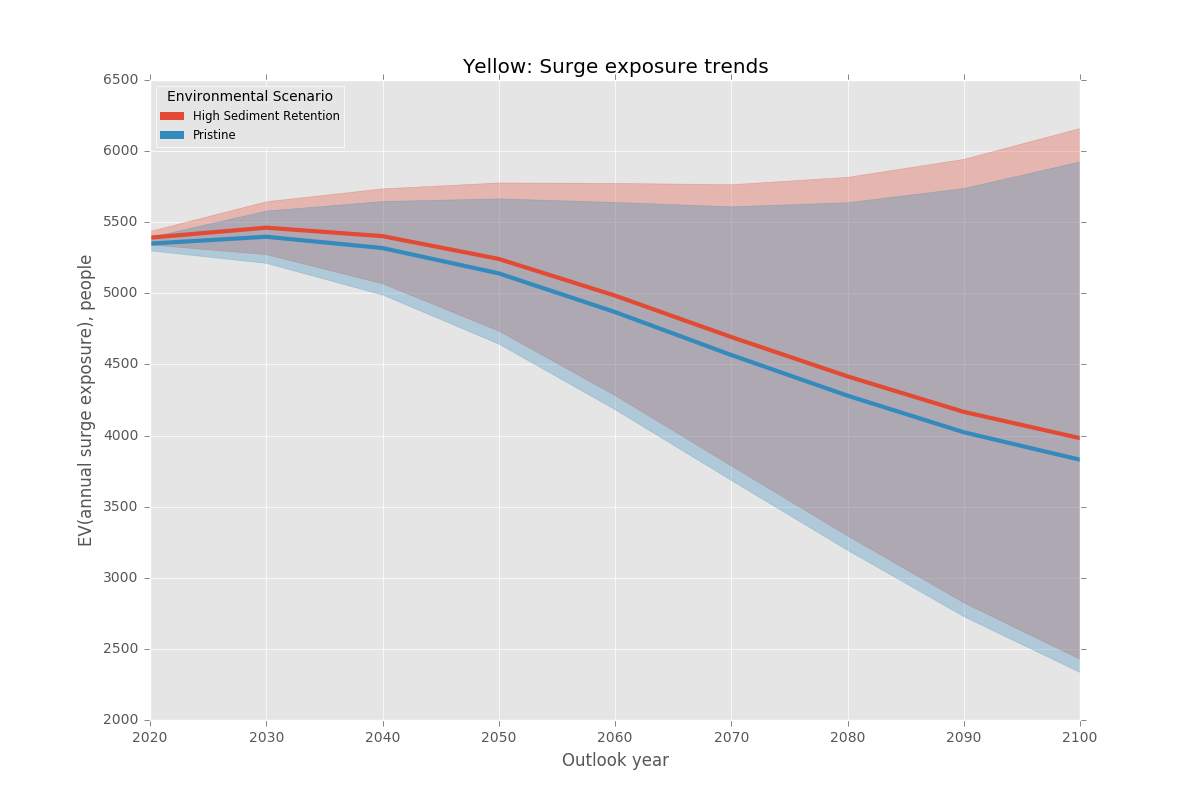 Yellow: Surge exposure trends
Environmental Scenario
High Sediment Retention
Pristine
EV(annual surge exposure), people
6500
6000
5500
5000
4500
4000
3500
3000
2500
2000
2020 2030 2040 2050 2060 2070 2080 2090 2100
Outlook year